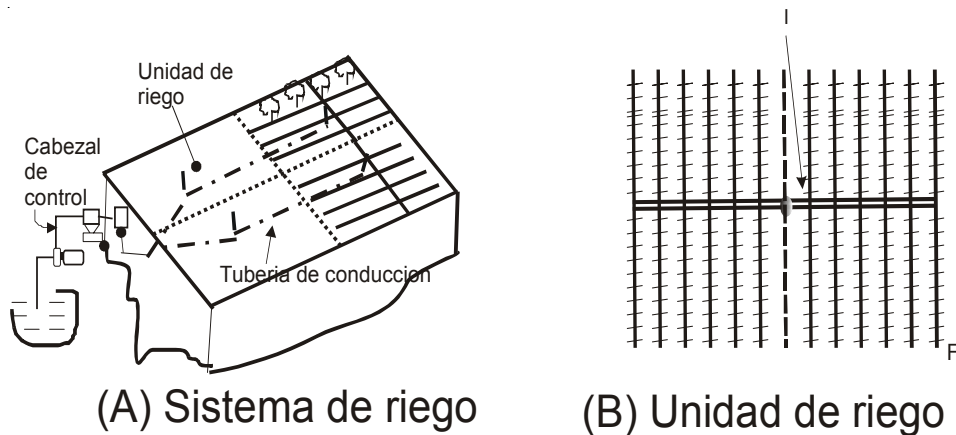 Unidad de
riego
Cabezal
de
control
Tuberia de conduccion
(A) Sistema de riego
I
F
(B) Unidad de riego